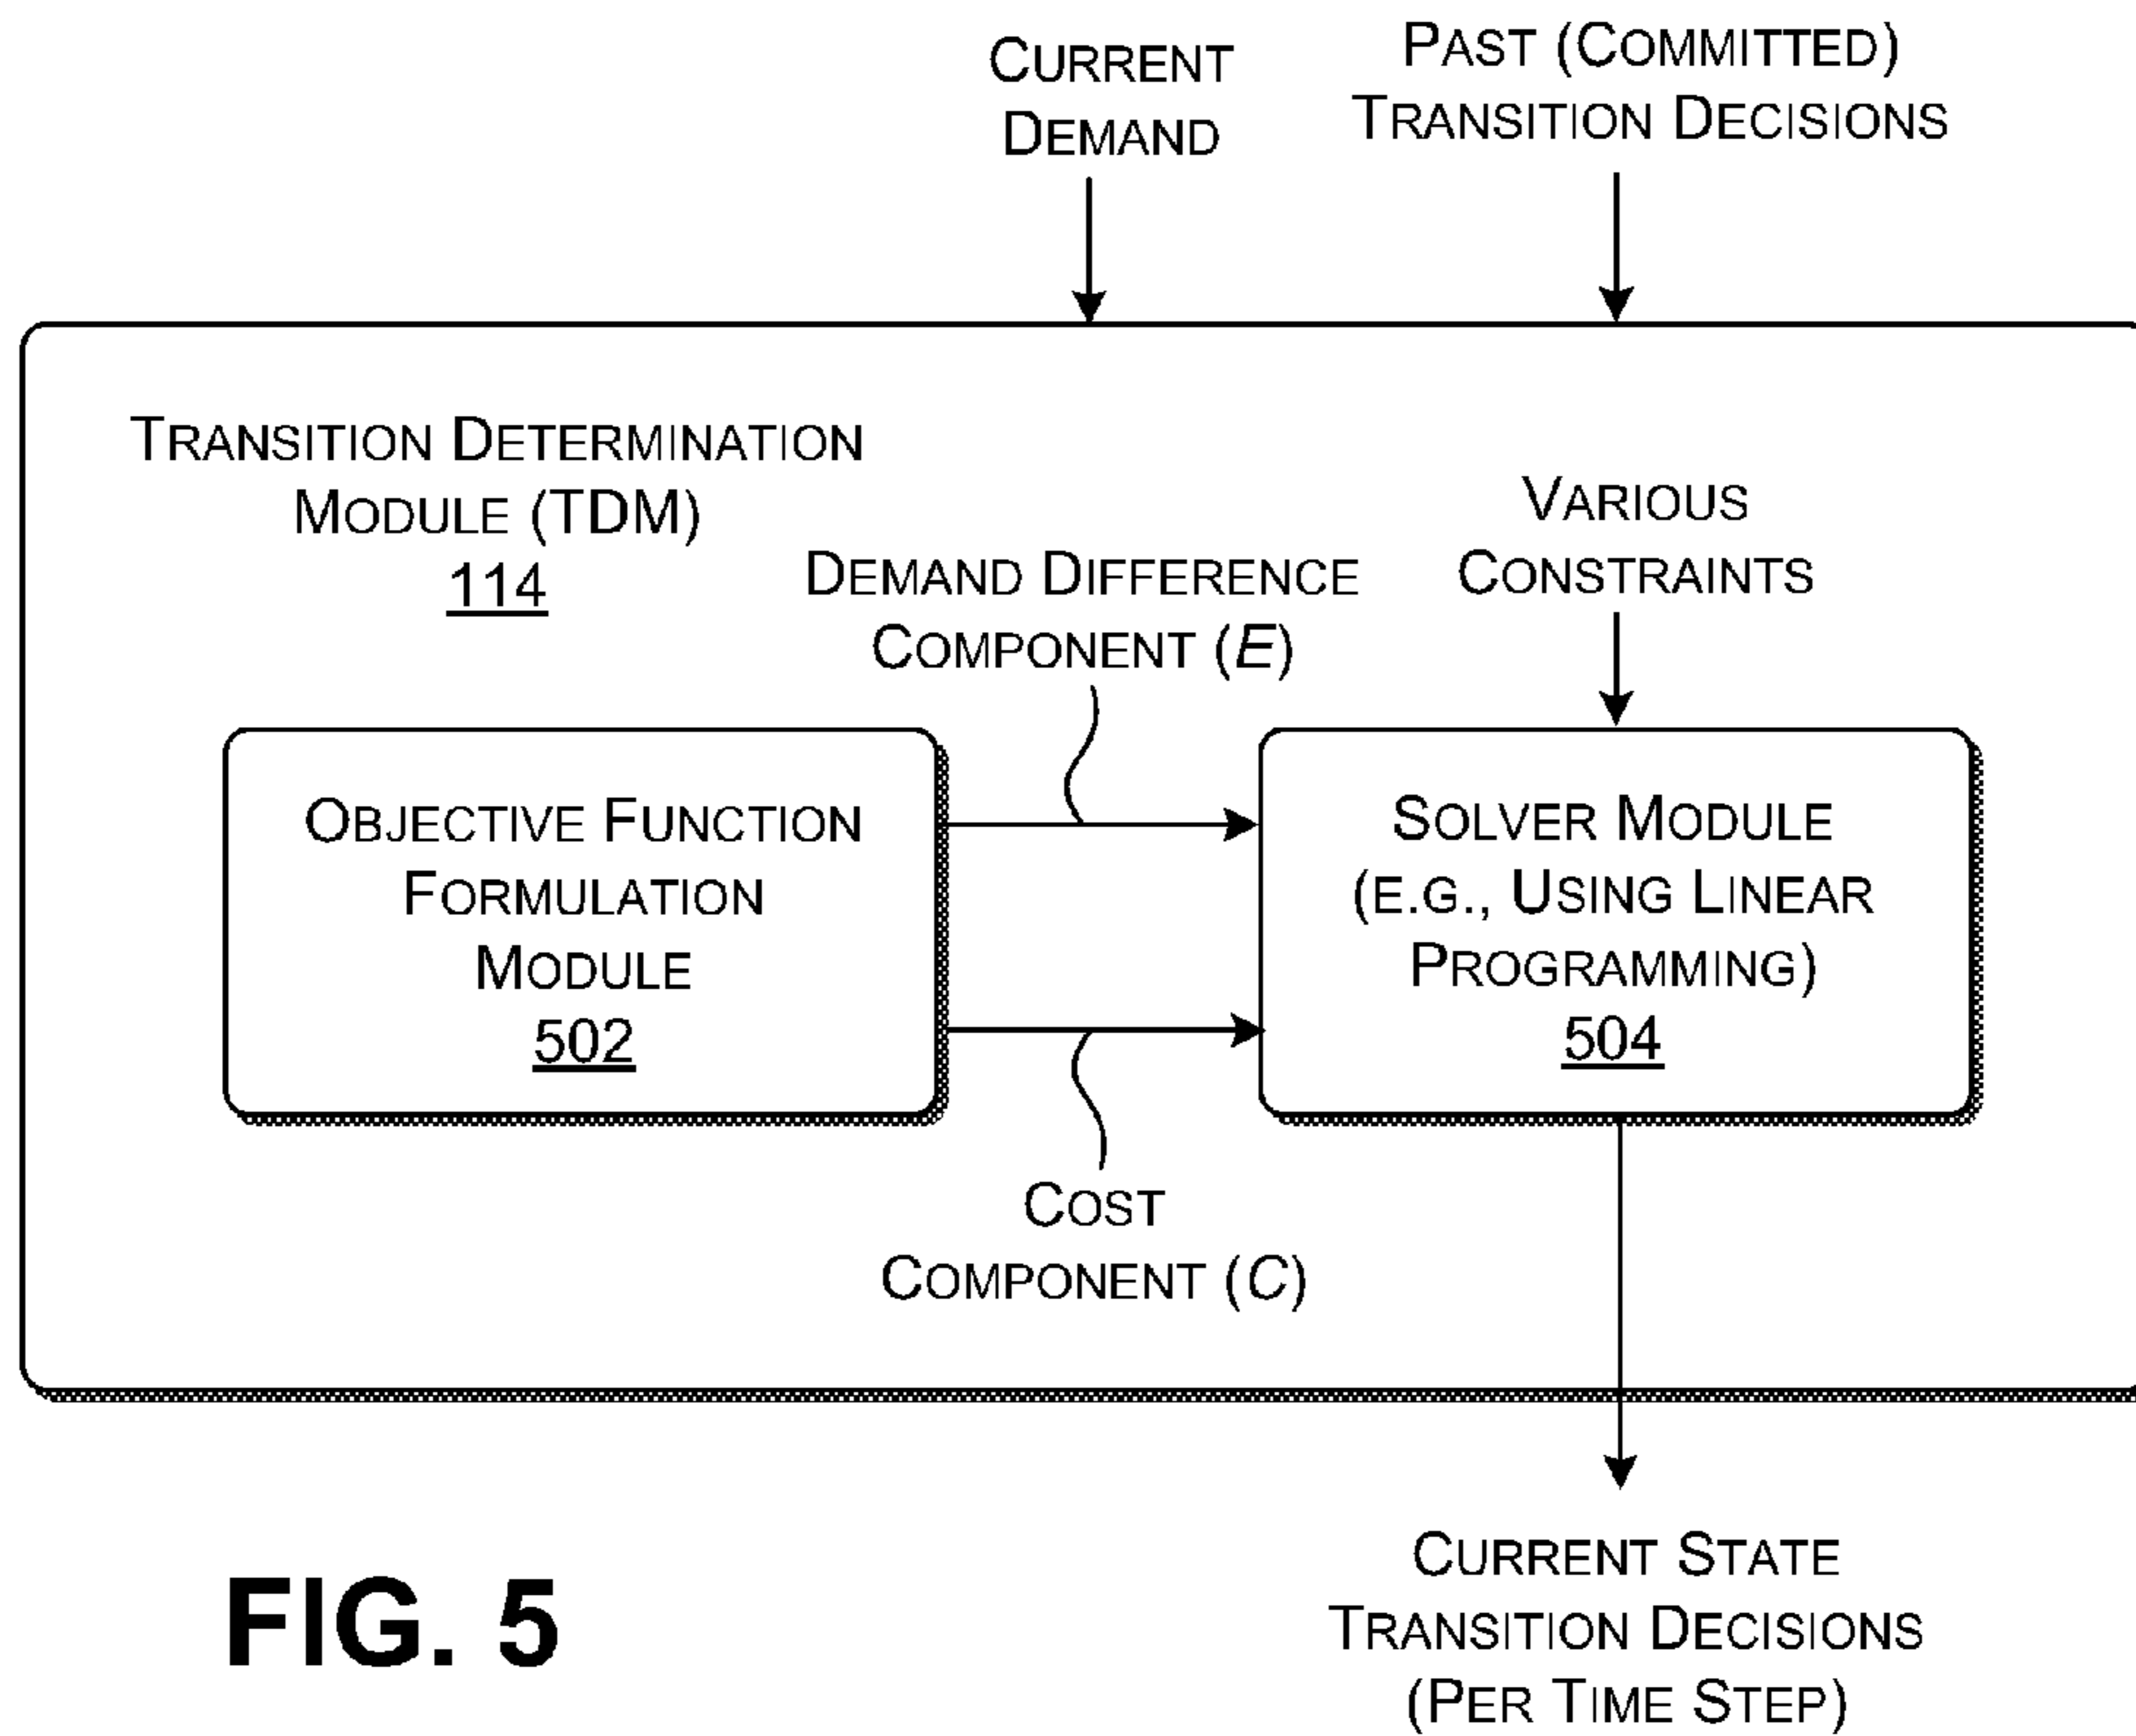 CURRENT
DEMAND
PAST (COMMITTED)
TRANSITION DECISIONS
TRANSITION DETERMINATION
MODULE (TDM)
114
DEMAND DIFFERENCE
COMPONENT (E)
VARIOUS
CONSTRAINTS
OBJECTIVE FUNCTION
FORMULATION
MODULE
502
SOLVER MODULE
(E.G., USING LINEAR
PROGRAMMING)
504
COST
COMPONENT (C)
CURRENT STATE
TRANSITION DECISIONS
(PER TIME STEP)
FIG. 5